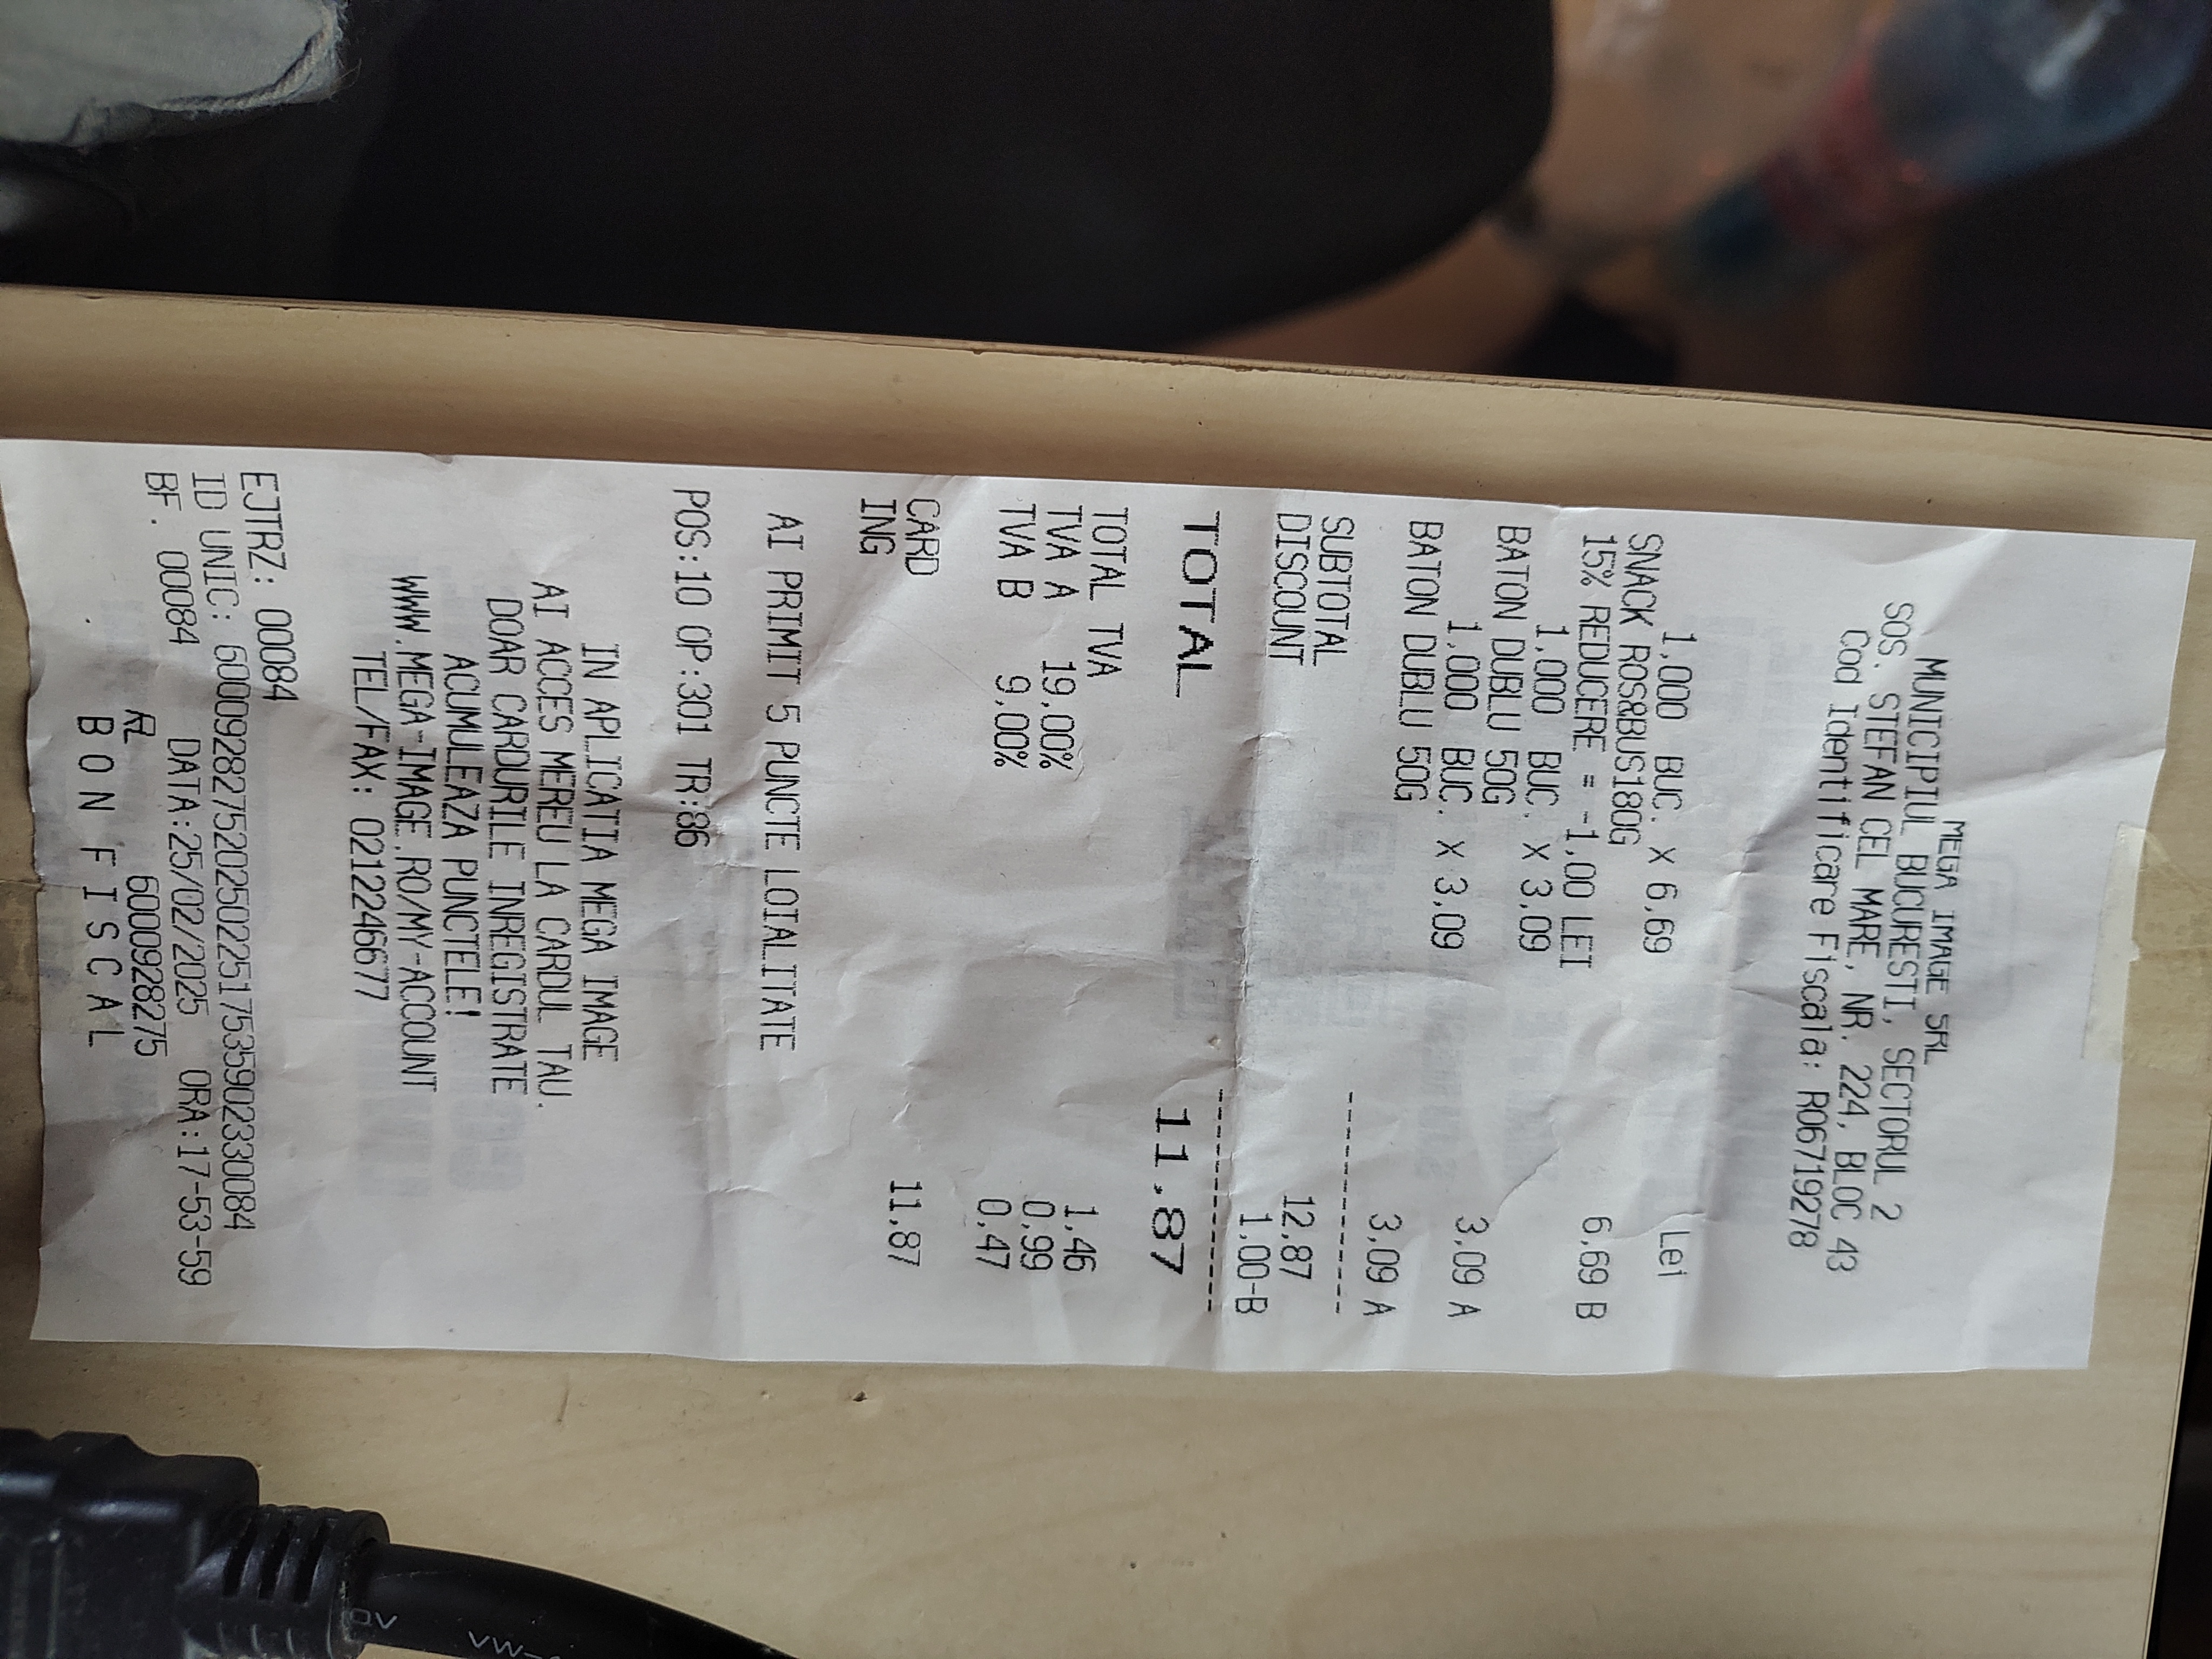 MEGA IMAGE SRL
MUNICIPIUL BUCURESTI, SECTORUL 2
SOS. STEFAN CEL MARE, NR. 224, BLOC 43
Cod Identificare Fiscala: RO6719278
Lei
1,000 BUC. X 6,69
SNACK ROS&BUS180G 6,69 B
15% REDUCERE = -1,00 LEI
1,000 BUC. X 3,09
BATON DUBLU 50G 3,09 A
1,000 BUC. X 3,09
BATON DUBLU 50G 3,09 A
SUBTOTAL 12,87
DISCOUNT 1,00-B
TOTAL 11,87
TOTAL TVA 1,46
TVA A 19,00% 0,99
TVA B 9,00% 0,47
CARD 11,87
ING
AI PRIMIT 5 PUNCTE LOIALITATE
POS:10 OP:301 TR:86
IN APLICATIA MEGA IMAGE
AI ACCES MEREU LA CARDUL TAU.
DOAR CARDURILE INREGISTRATE
ACUMULEAZA PUNCTELE!
WWW.MEGA-IMAGE.RO/MY-ACCOUNT
TEL/FAX: 0212246677
EJTRZ: 00084
ID UNIC: 6000928275202502251753590233​0084
BF. 00084 DATA:25/02/2025 ORA:17-53-59
6000928275
BON FISCAL